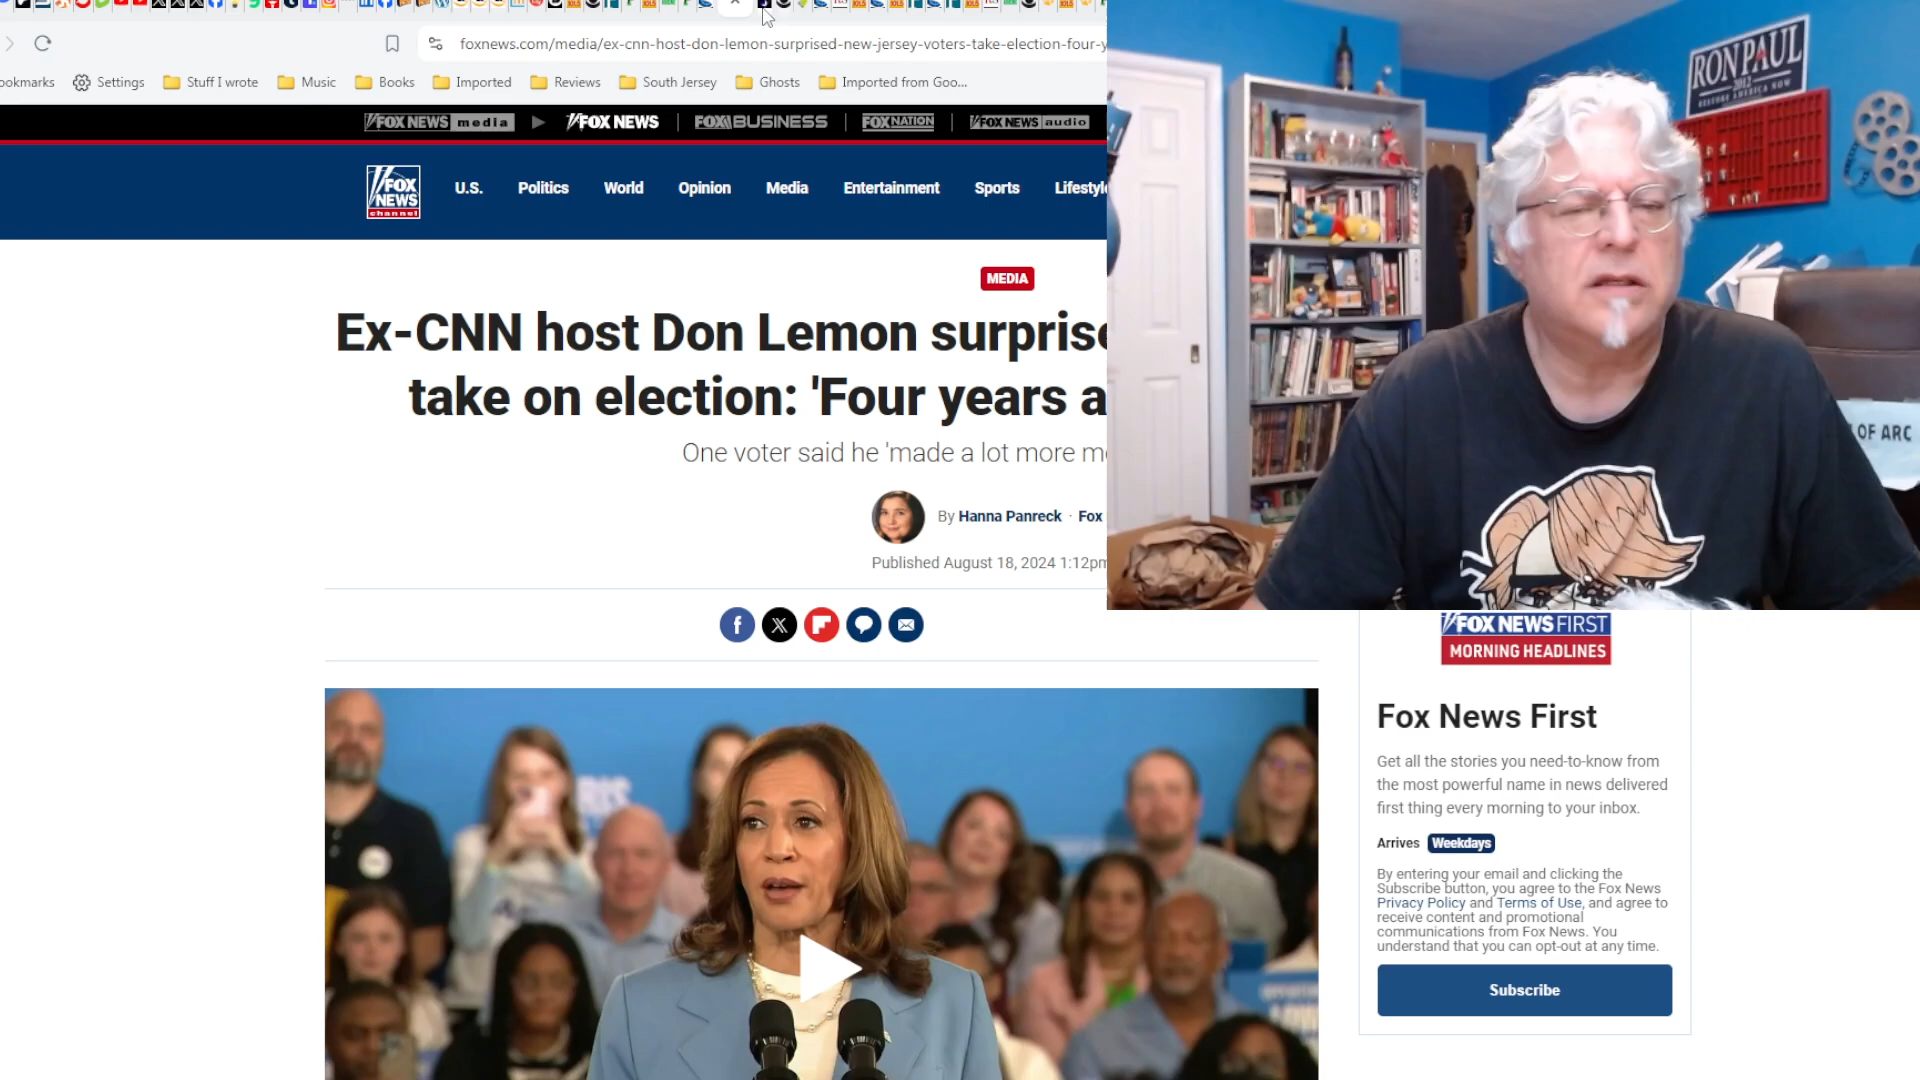 foxnews.com/media/ex-cnn-host-don-lemon-surprised-new-jersey-voters-take-election-four-y
ookmarks Settings Stuff I wrote Music Books Imported Reviews South Jersey Ghosts Imported from Goo...
FOX NEWS media FOX NEWS FOX BUSINESS FOX NATION FOX NEWS audio
FOX NEWS channel
U.S. Politics World Opinion Media Entertainment Sports Lifestyle
MEDIA
Ex-CNN host Don Lemon surprise
take on election: 'Four years a
One voter said he 'made a lot more m
By Hanna Panreck · Fox
Published August 18, 2024 1:12pm
RON PAUL
2012
RESTORE AMERICA NOW
OF ARC
FOX NEWS FIRST
MORNING HEADLINES
Fox News First
Get all the stories you need-to-know from
the most powerful name in news delivered
first thing every morning to your inbox.
Arrives Weekdays
By entering your email and clicking the
Subscribe button, you agree to the Fox News
Privacy Policy and Terms of Use, and agree to
receive content and promotional
communications from Fox News. You
understand that you can opt-out at any time.
Subscribe